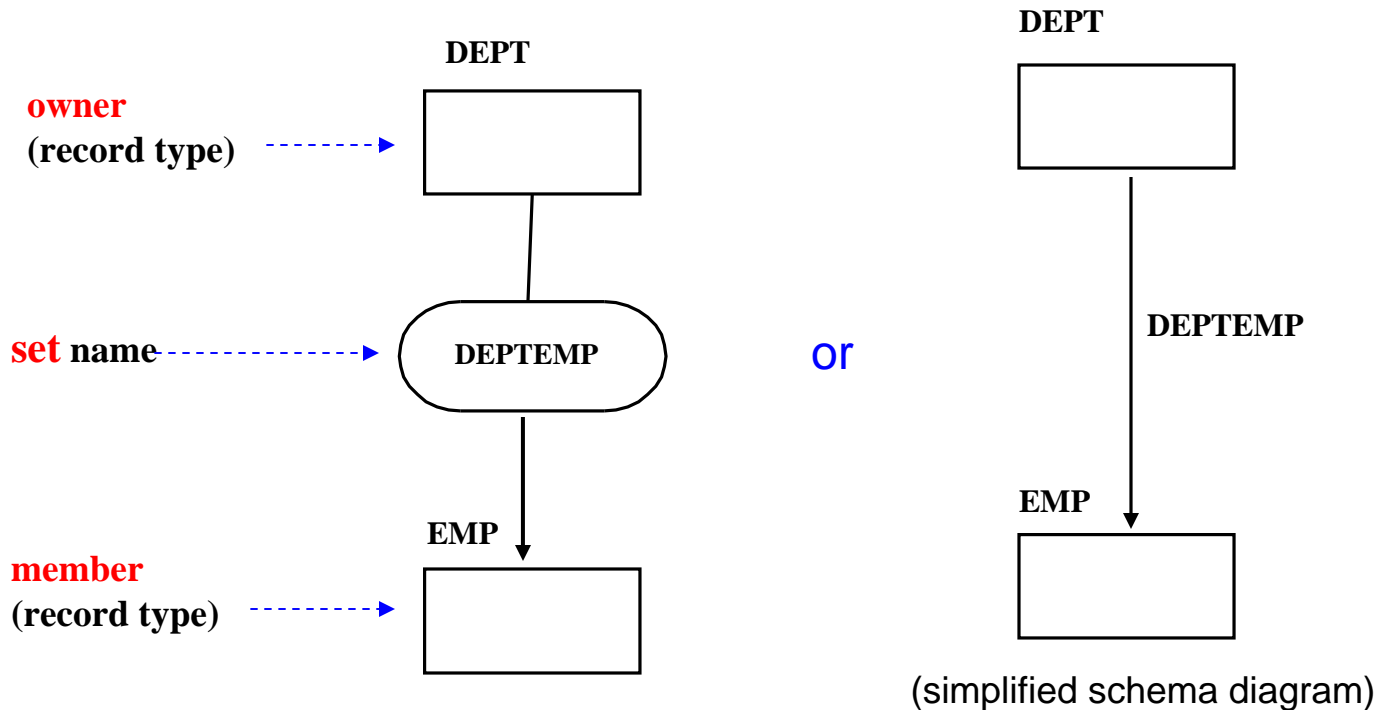 DEPT
owner
(record type)
set name
DEPTEMP
EMP
member
(record type)
or
DEPT
DEPTEMP
EMP
(simplified schema diagram)